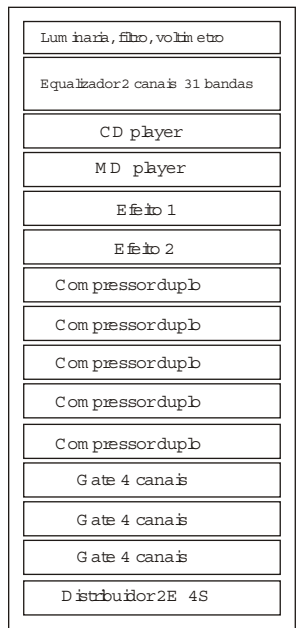 Luminaria, filtro, voltimetro
Equalizador 2 canais 31 bandas
CD player
MD player
Efeito 1
Efeito 2
Compressor duplo
Compressor duplo
Compressor duplo
Compressor duplo
Compressor duplo
Gate 4 canais
Gate 4 canais
Gate 4 canais
Distribuidor 2E 4S